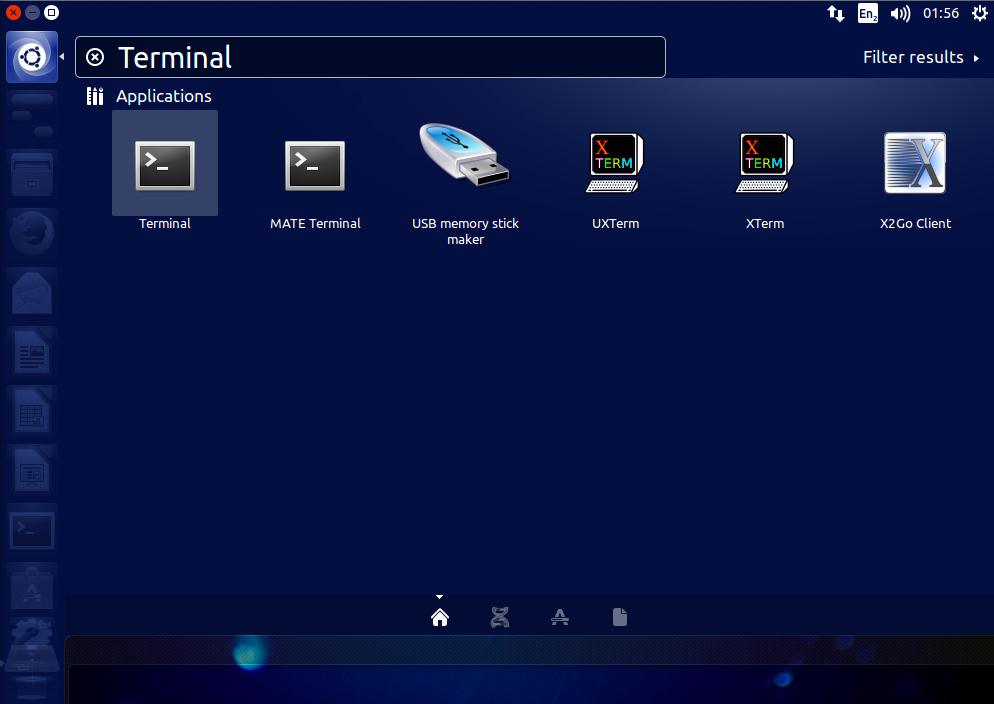 En2
01:56
Terminal
Filter results
Applications
X
TERM
X
TERM
Terminal
MATE Terminal
USB memory stick
maker
UXTerm
XTerm
X2Go Client